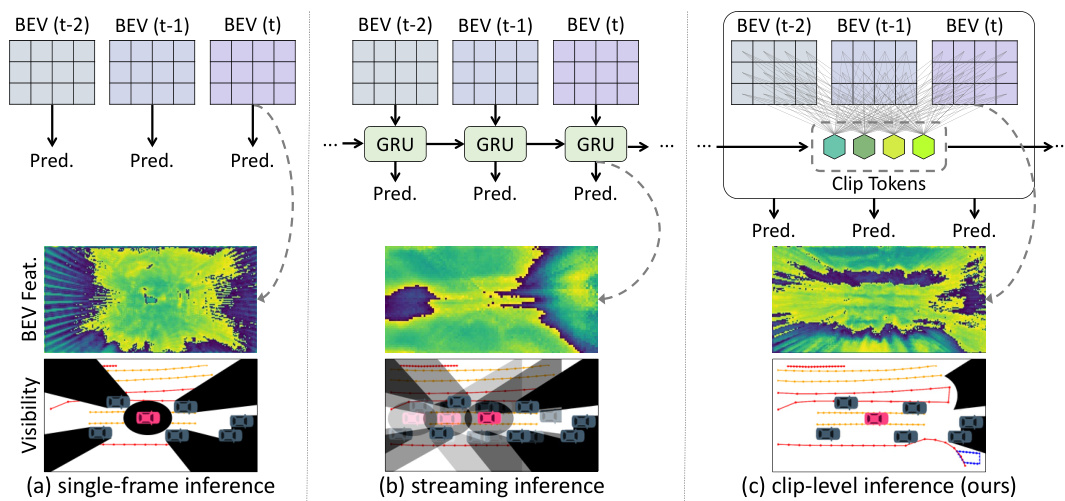 BEV (t-2) BEV (t-1) BEV (t)
Pred. Pred. Pred.
BEV Feat.
Visibility
(a) single-frame inference
BEV (t-2) BEV (t-1) BEV (t)
... GRU GRU GRU ...
Pred. Pred. Pred.
(b) streaming inference
BEV (t-2) BEV (t-1) BEV (t)
... ...
Clip Tokens
Pred. Pred. Pred.
(c) clip-level inference (ours)